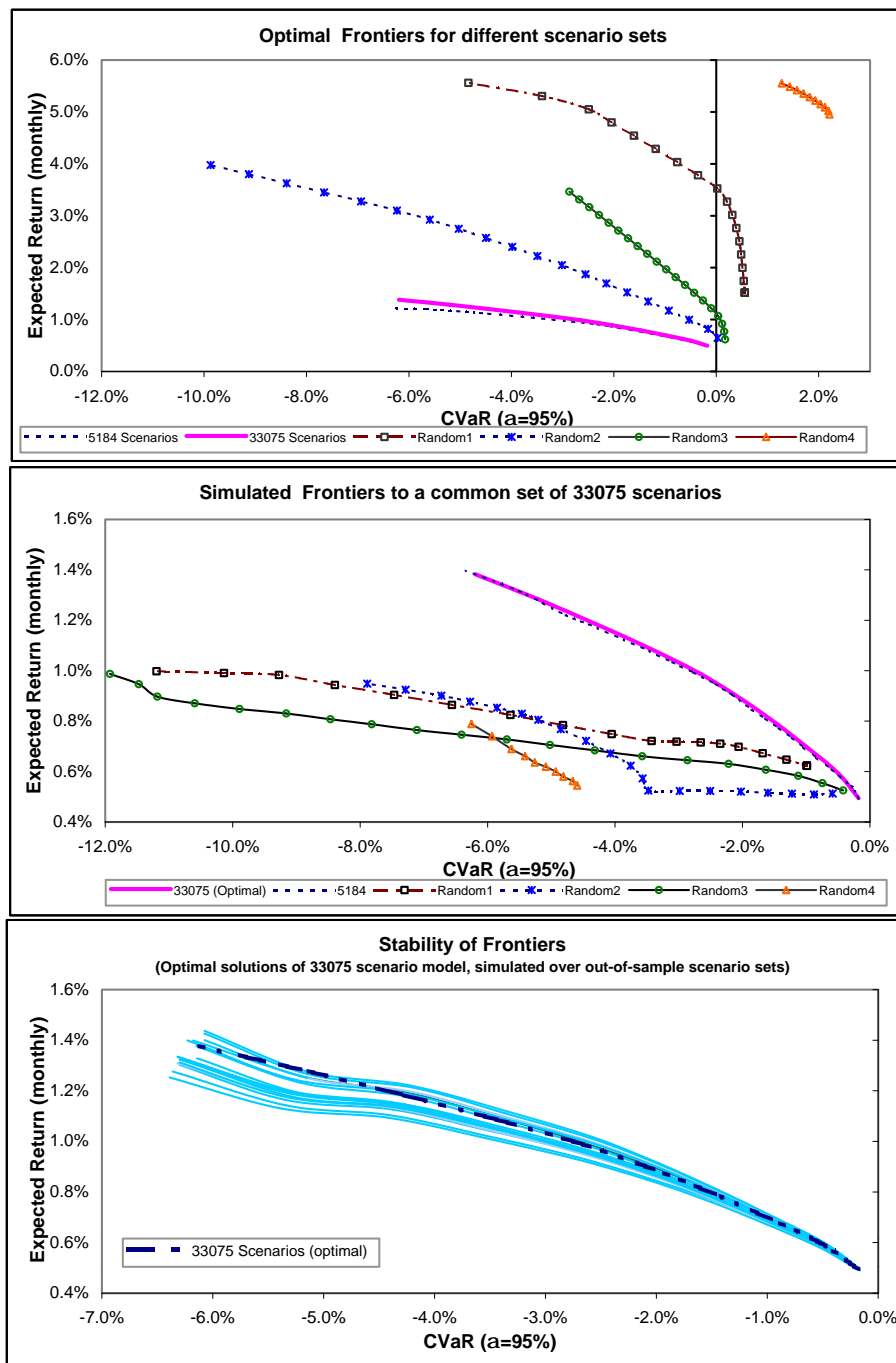 Optimal Frontiers for different scenario sets
6.0%
5.0%
4.0%
3.0%
2.0%
1.0%
0.0%
Expected Return (monthly)
-12.0% -10.0% -8.0% -6.0% -4.0% -2.0% 0.0% 2.0%
CVaR (a=95%)
5184 Scenarios 33075 Scenarios Random1 Random2 Random3 Random4
Simulated Frontiers to a common set of 33075 scenarios
1.6%
1.4%
1.2%
1.0%
0.8%
0.6%
0.4%
Expected Return (monthly)
-12.0% -10.0% -8.0% -6.0% -4.0% -2.0% 0.0%
CVaR (a=95%)
33075 (Optimal) 5184 Random1 Random2 Random3 Random4
Stability of Frontiers
(Optimal solutions of 33075 scenario model, simulated over out-of-sample scenario sets)
1.6%
1.4%
1.2%
1.0%
0.8%
0.6%
0.4%
Expected Return (monthly)
33075 Scenarios (optimal)
-7.0% -6.0% -5.0% -4.0% -3.0% -2.0% -1.0% 0.0%
CVaR (a=95%)